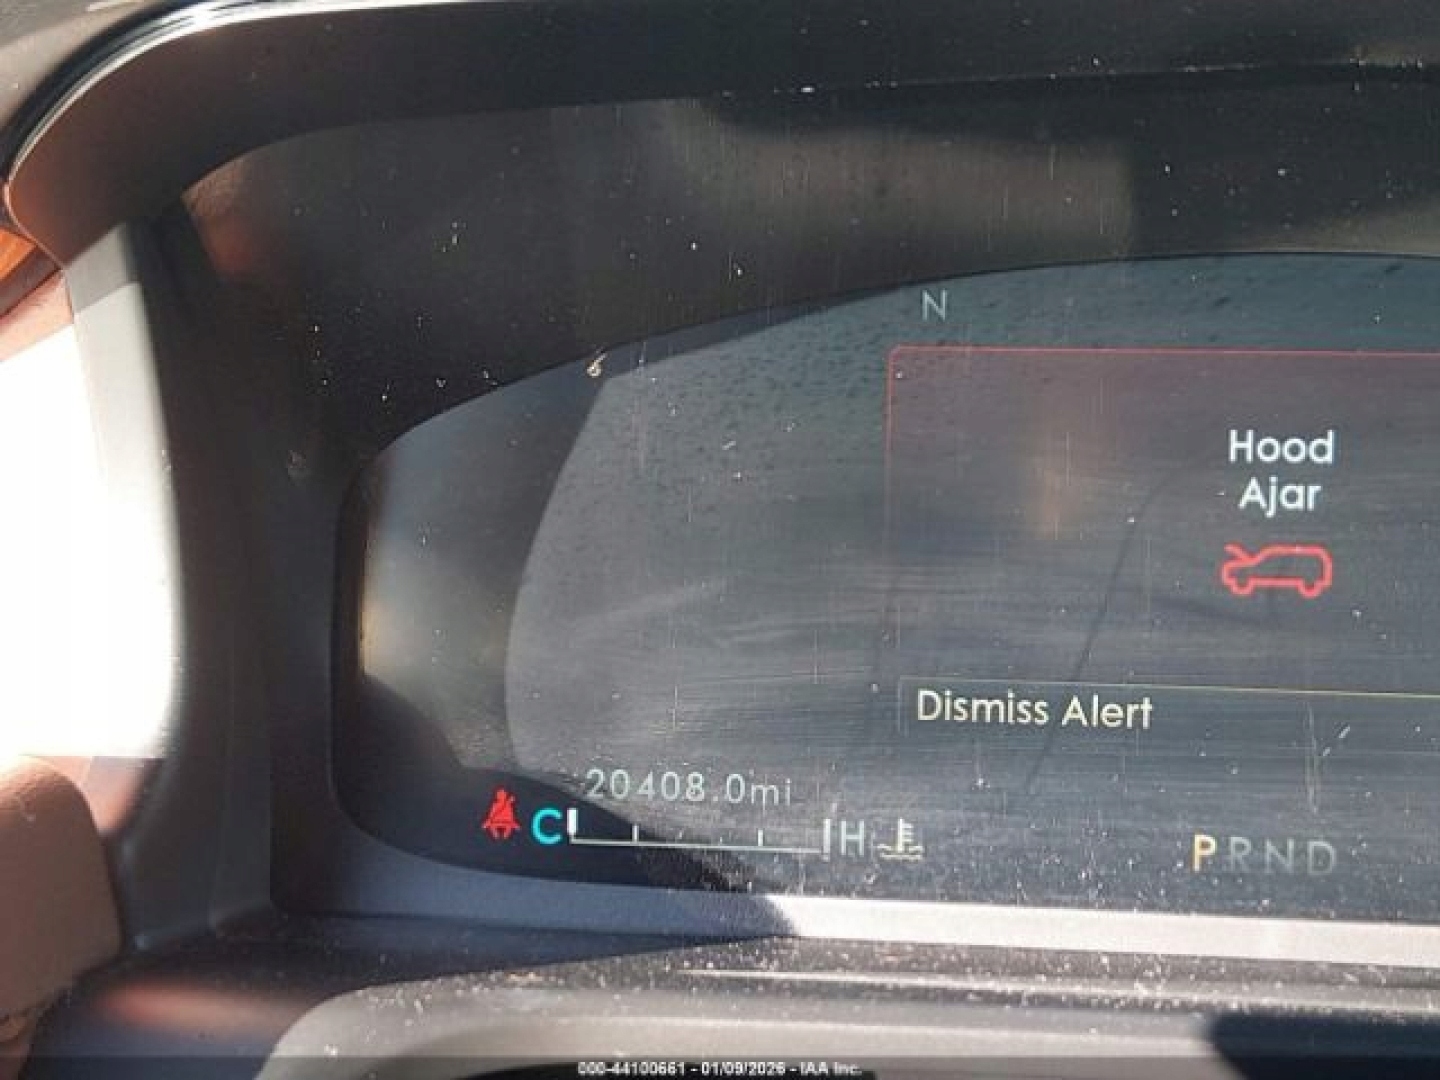 N
Hood
Ajar
Dismiss Alert
20408.0mi
C H
PRND
000-44100661 - 01/09/2026 - IAA Inc.